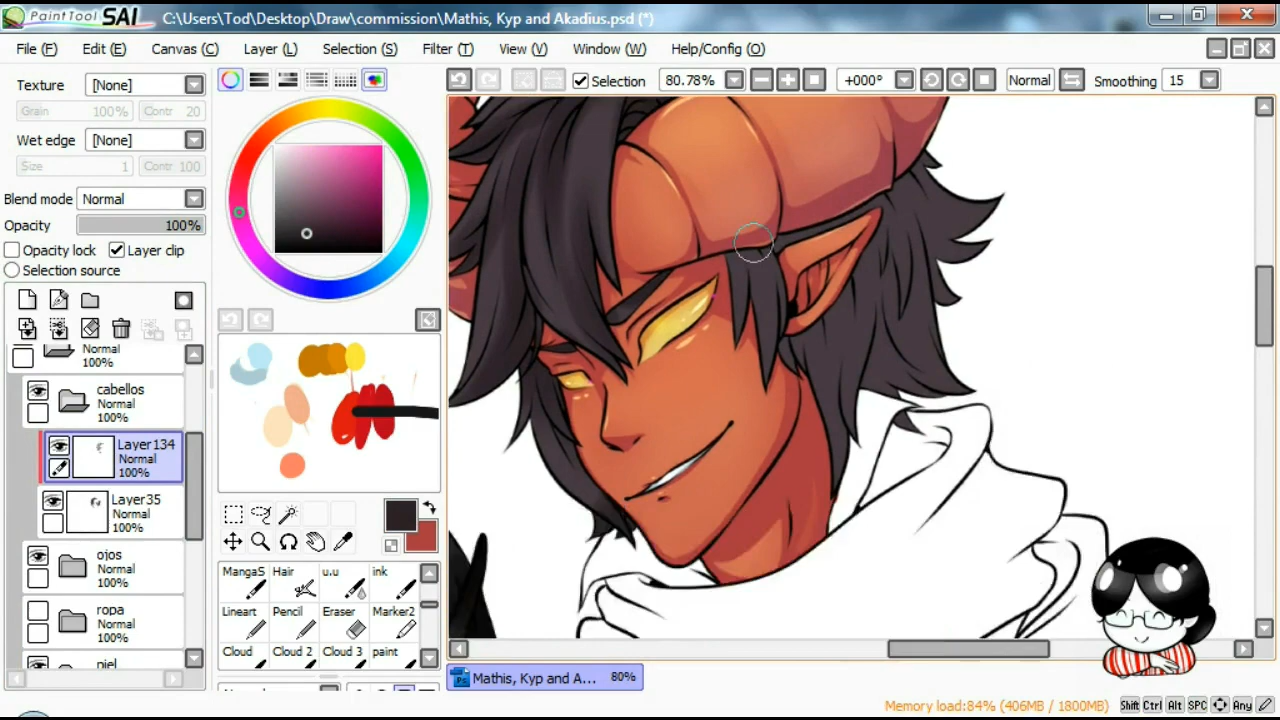 PaintTool SAI C:\Users\Tod\Desktop\Draw\commission\Mathis, Kyp and Akadius.psd (*)
File (F) Edit (E) Canvas (C) Layer (L) Selection (S) Filter (T) View (V) Window (W) Help/Config (O)
Texture [None]
Grain 100% Contr 20
Wet edge [None]
Size 1 Contr 100
Blend mode Normal
Opacity 100%
Opacity lock Layer clip
Selection source
Selection 80.78% +000° Normal Smoothing 15
Normal
100%
cabellos
Normal
100%
Layer134
Normal
100%
Layer35
Normal
100%
ojos
Normal
100%
ropa
Normal
100%
piel
MangaS Hair u.u ink
Lineart Pencil Eraser Marker2
Cloud Cloud 2 Cloud 3 paint
Mathis, Kyp and A... 80%
Memory load:84% (406MB / 1800MB) Shift Ctrl Alt SPC Any